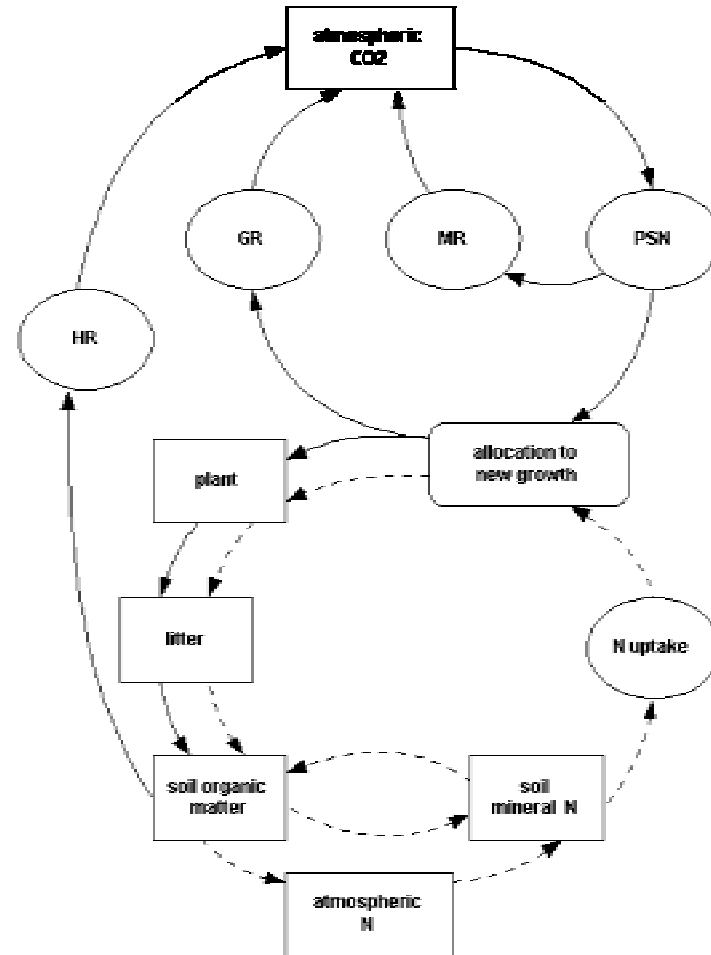 atmospheric
CO2
GR
MR
PSN
HR
allocation to
new growth
plant
litter
N uptake
soil organic
matter
soil
mineral N
atmospheric
N